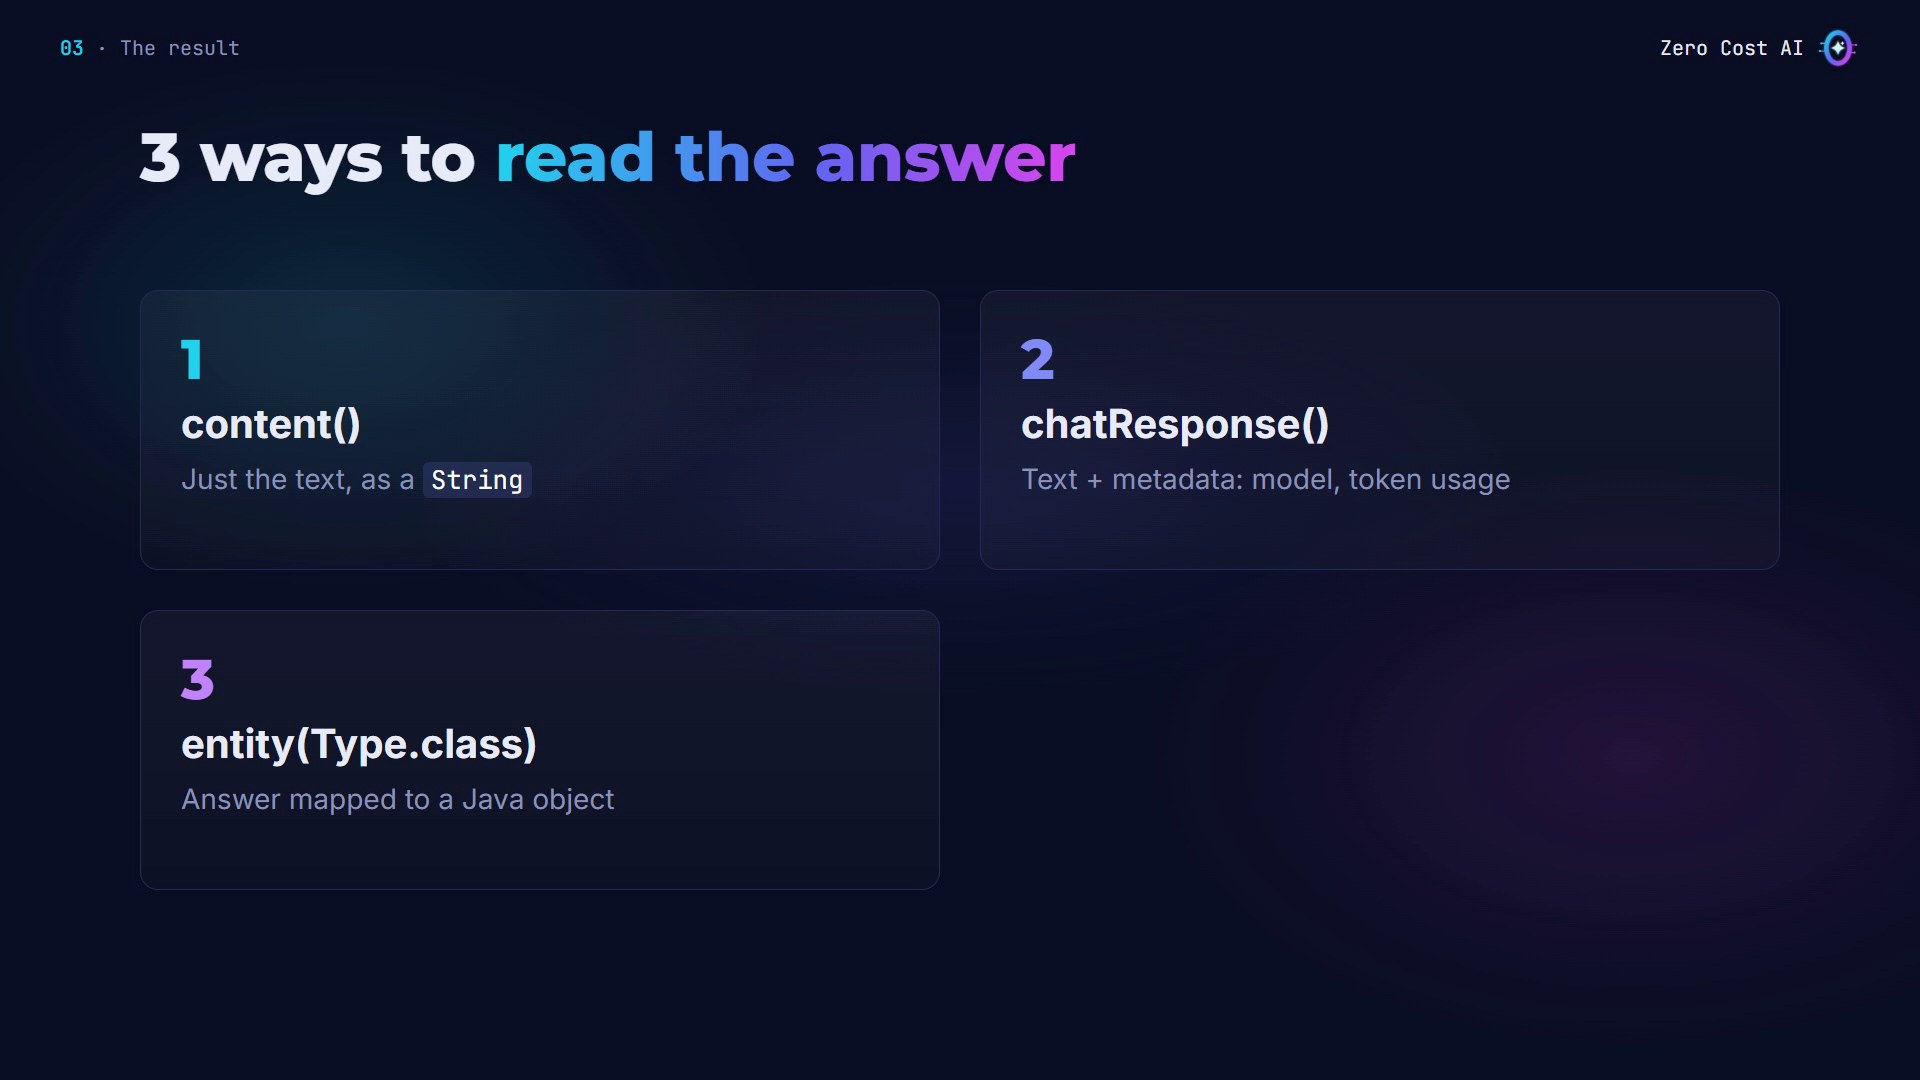 03 · The result
Zero Cost AI
3 ways to read the answer
1
content()
Just the text, as a String
2
chatResponse()
Text + metadata: model, token usage
3
entity(Type.class)
Answer mapped to a Java object